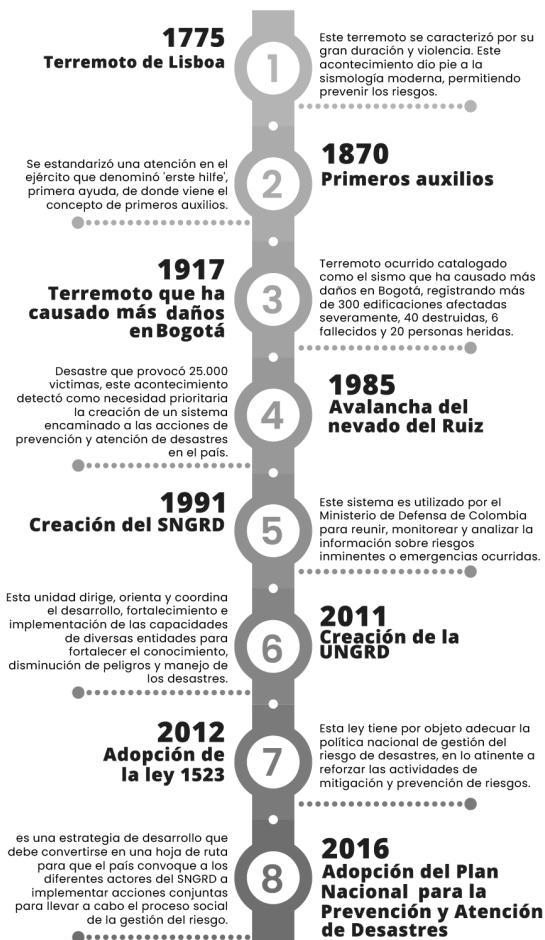 1775
Terremoto de Lisboa
1
Este terremoto se caracterizó por su
gran duración y violencia. Este
acontecimiento dio pie a la
sismología moderna, permitiendo
prevenir los riesgos.
Se estandarizó una atención en el
ejército que denominó 'erste hilfe',
primera ayuda, de donde viene el
concepto de primeros auxilios.
2
1870
Primeros auxilios
1917
Terremoto que ha
causado más daños
en Bogotá
3
Terremoto ocurrido catalogado
como el sismo que ha causado más
daños en Bogotá, registrando más
de 300 edificaciones afectadas
severamente, 40 destruidas, 6
fallecidos y 20 personas heridas.
Desastre que provocó 25.000
victimas, este acontecimiento
detectó como necesidad prioritaria
la creación de un sistema
encaminado a las acciones de
prevención y atención de desastres
en el país.
4
1985
Avalancha del
nevado del Ruiz
1991
Creación del SNGRD
5
Este sistema es utilizado por el
Ministerio de Defensa de Colombia
para reunir, monitorear y analizar la
información sobre riesgos
inminentes o emergencias ocurridas.
Esta unidad dirige, orienta y coordina
el desarrollo, fortalecimiento e
implementación de las capacidades
de diversas entidades para
fortalecer el conocimiento,
disminución de peligros y manejo de
los desastres.
6
2011
Creación de la
UNGRD
2012
Adopción de
la ley 1523
7
Esta ley tiene por objeto adecuar la
política nacional de gestión del
riesgo de desastres, en lo atinente a
reforzar las actividades de
mitigación y prevención de riesgos.
es una estrategia de desarrollo que
debe convertirse en una hoja de ruta
para que el país convoque a los
diferentes actores del SNGRD a
implementar acciones conjuntas
para llevar a cabo el proceso social
de la gestión del riesgo.
8
2016
Adopción del Plan
Nacional para la
Prevención y Atención
de Desastres